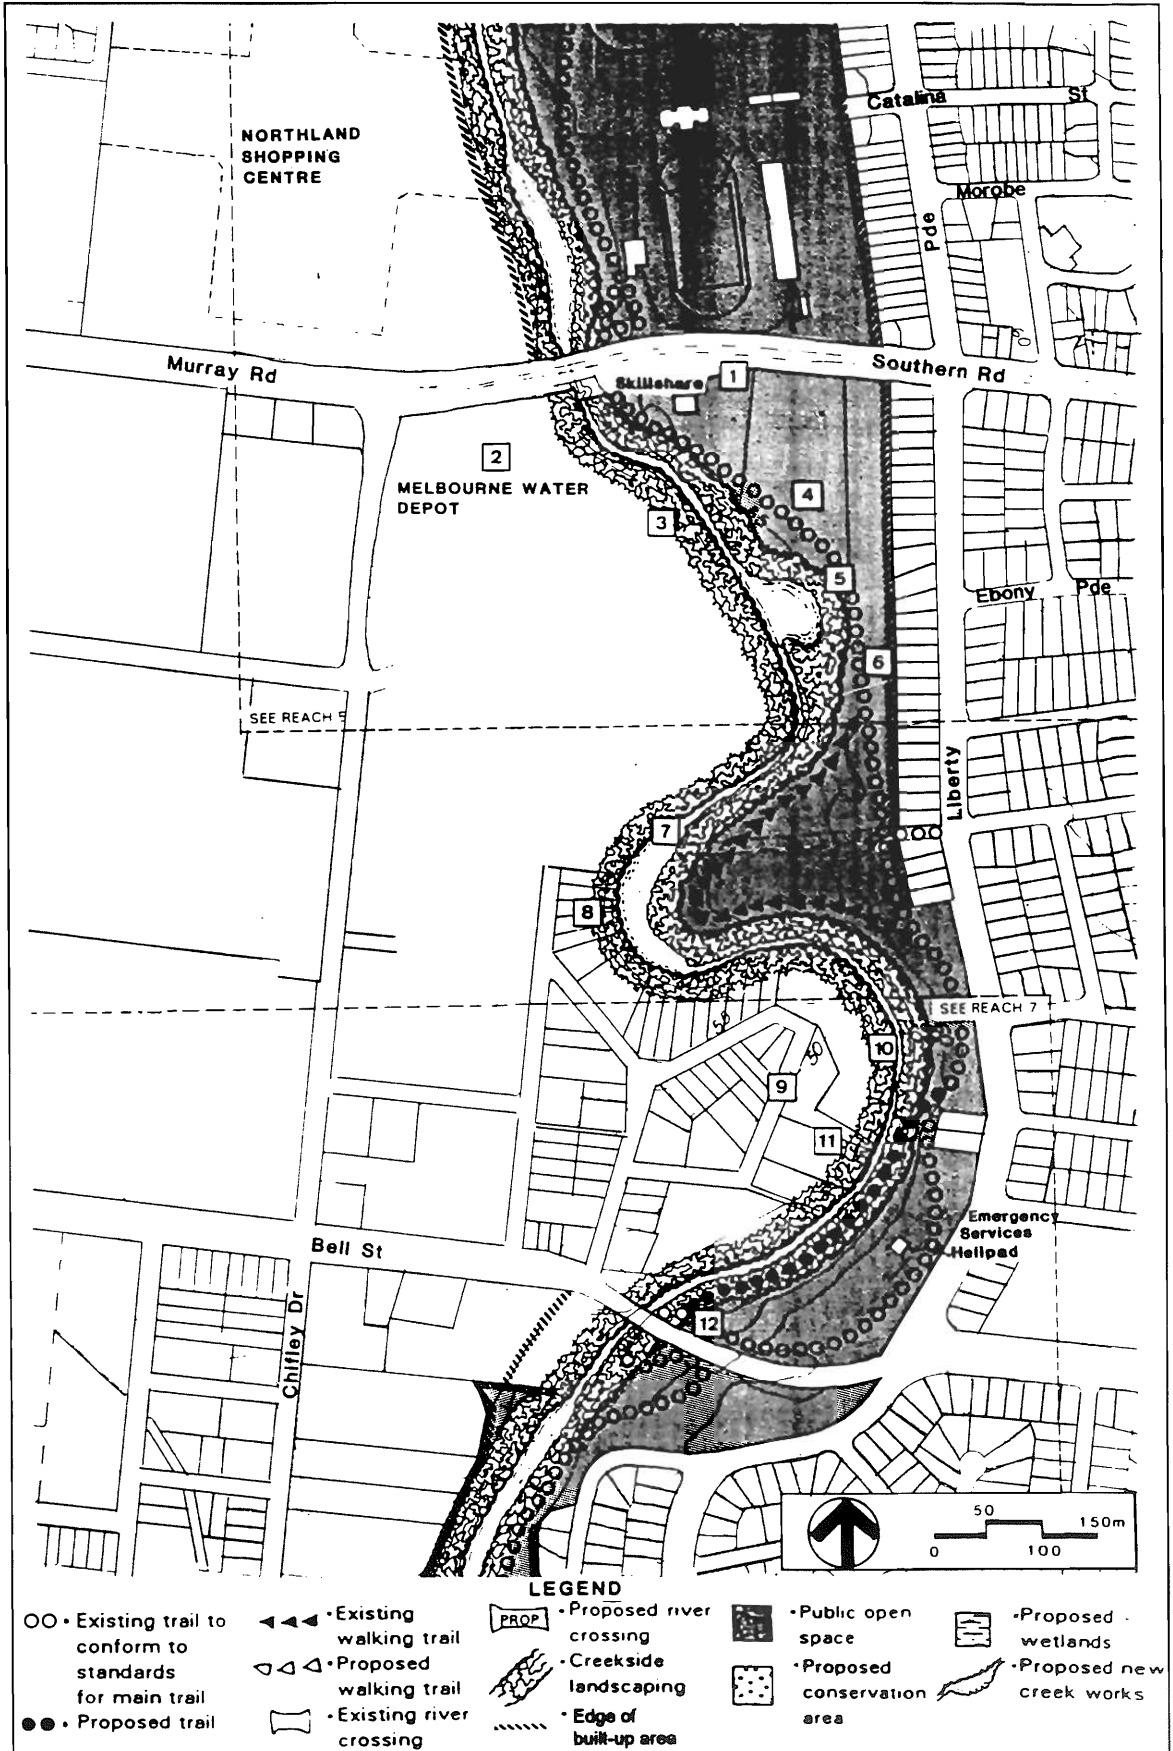 Catalina St
NORTHLAND
SHOPPING
CENTRE
Morobe
Pde
Murray Rd
Southern Rd
Skillshare
1
2
MELBOURNE WATER
DEPOT
3
4
5
Ebony Pde
6
SEE REACH 5
Liberty
7
8
SEE REACH 7
50
9
10
11
Emergency
Services
Helipad
Bell St
12
Chifley Dr
50
150m
0
100
LEGEND
• Existing trail to
conform to
standards
for main trail
• Proposed trail
• Existing
walking trail
• Proposed
walking trail
• Existing river
crossing
PROP
• Proposed river
crossing
• Creekside
landscaping
• Edge of
built-up area
• Public open
space
• Proposed
conservation
area
• Proposed
wetlands
• Proposed new
creek works